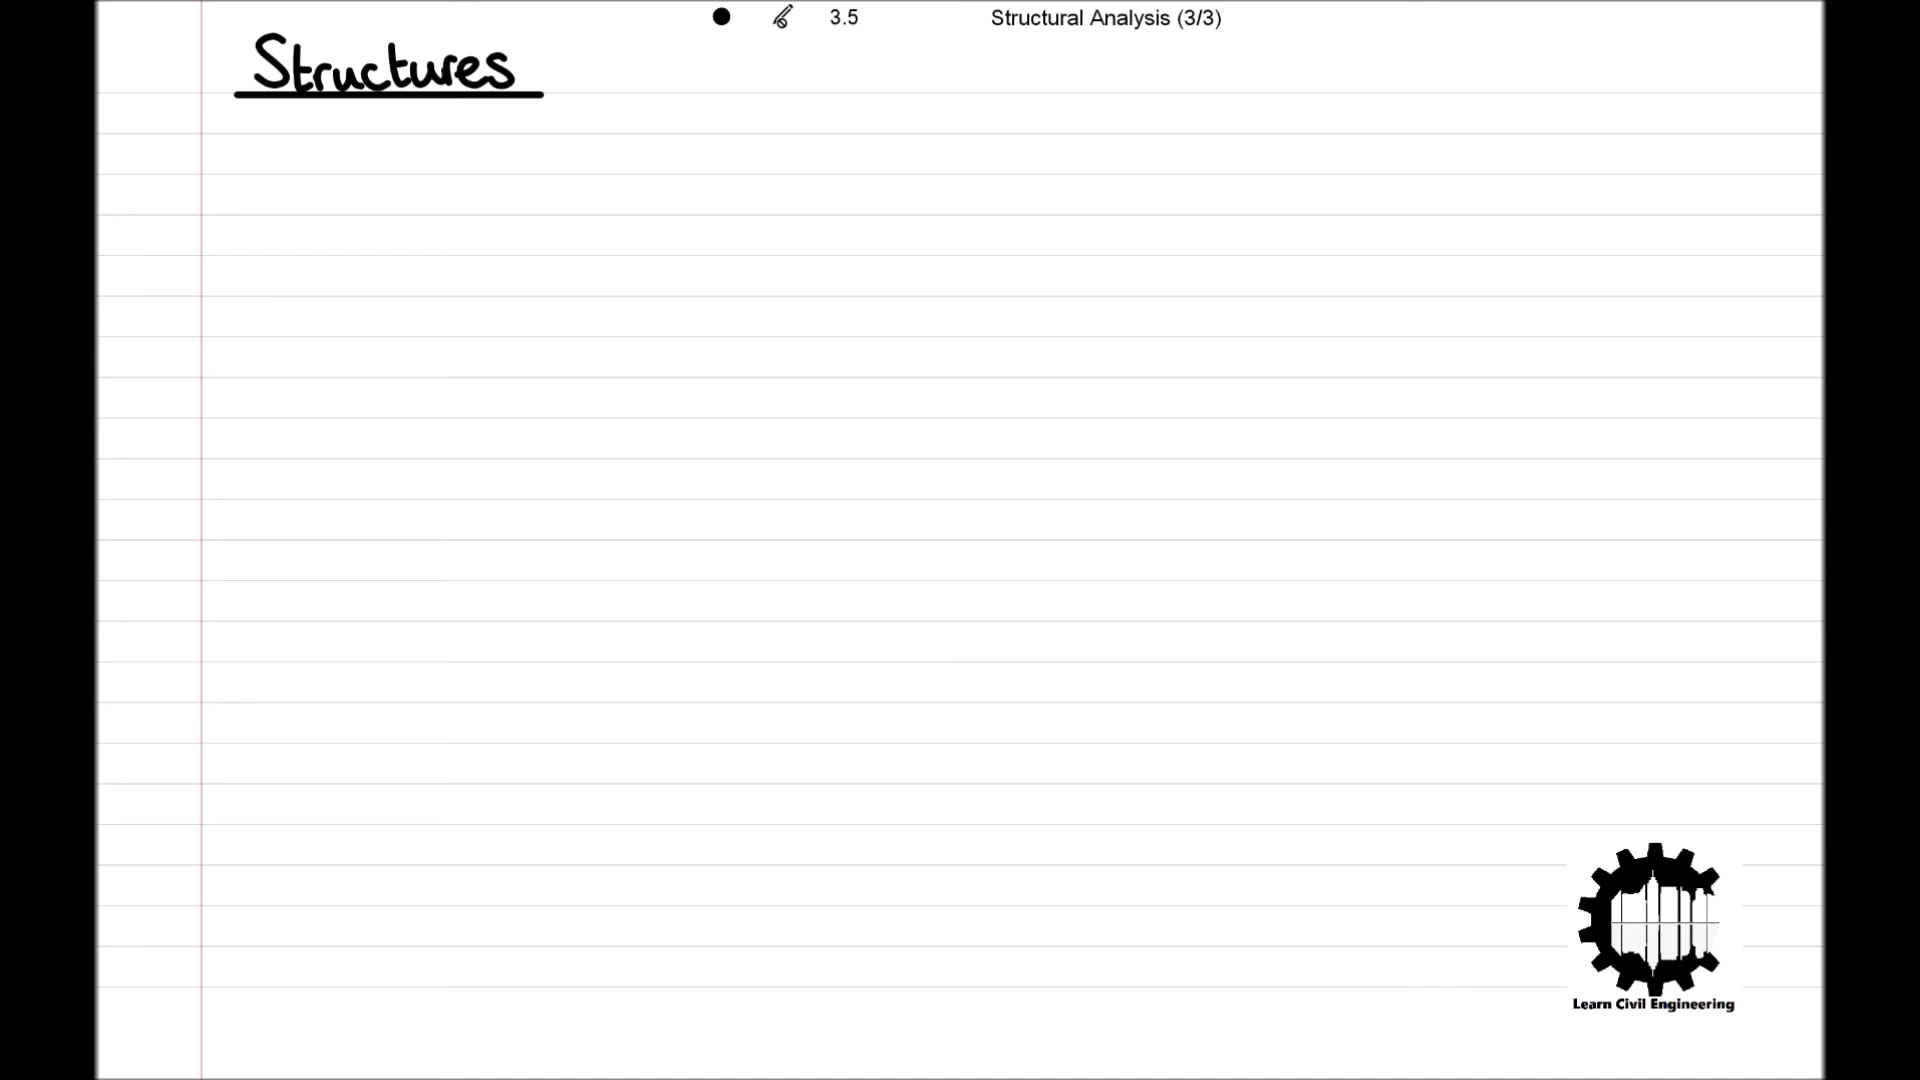 3.5 Structural Analysis (3/3)
Structures
Learn Civil Engineering